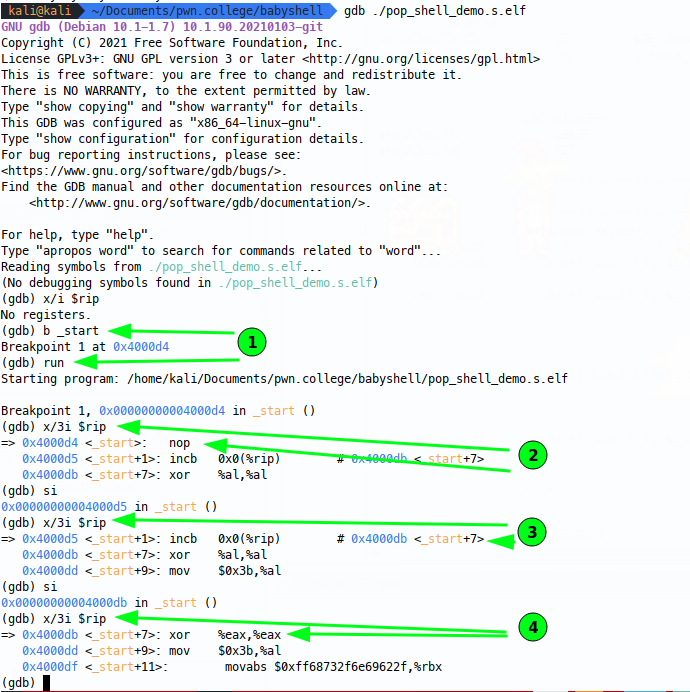 kali@kali ~/Documents/pwn.college/babyshell gdb ./pop_shell_demo.s.elf
GNU gdb (Debian 10.1-1.7) 10.1.90.20210103-git
Copyright (C) 2021 Free Software Foundation, Inc.
License GPLv3+: GNU GPL version 3 or later <http://gnu.org/licenses/gpl.html>
This is free software: you are free to change and redistribute it.
There is NO WARRANTY, to the extent permitted by law.
Type "show copying" and "show warranty" for details.
This GDB was configured as "x86_64-linux-gnu".
Type "show configuration" for configuration details.
For bug reporting instructions, please see:
<https://www.gnu.org/software/gdb/bugs/>.
Find the GDB manual and other documentation resources online at:
    <http://www.gnu.org/software/gdb/documentation/>.

For help, type "help".
Type "apropos word" to search for commands related to "word"...
Reading symbols from ./pop_shell_demo.s.elf...
(No debugging symbols found in ./pop_shell_demo.s.elf)
(gdb) x/i $rip
No registers.
(gdb) b _start
1
Breakpoint 1 at 0x4000d4
(gdb) run
Starting program: /home/kali/Documents/pwn.college/babyshell/pop_shell_demo.s.elf

Breakpoint 1, 0x00000000004000d4 in _start ()
(gdb) x/3i $rip
=> 0x4000d4 <_start>:   nop
2
   0x4000d5 <_start+1>: incb   0x0(%rip)        # 0x4000db <_start+7>
   0x4000db <_start+7>: xor    %al,%al
(gdb) si
0x00000000004000d5 in _start ()
(gdb) x/3i $rip
3
=> 0x4000d5 <_start+1>: incb   0x0(%rip)        # 0x4000db <_start+7>
   0x4000db <_start+7>: xor    %al,%al
   0x4000dd <_start+9>: mov    $0x3b,%al
(gdb) si
0x00000000004000db in _start ()
(gdb) x/3i $rip
4
=> 0x4000db <_start+7>: xor    %eax,%eax
   0x4000dd <_start+9>: mov    $0x3b,%al
   0x4000df <_start+11>:        movabs $0xff68732f6e69622f,%rbx
(gdb)